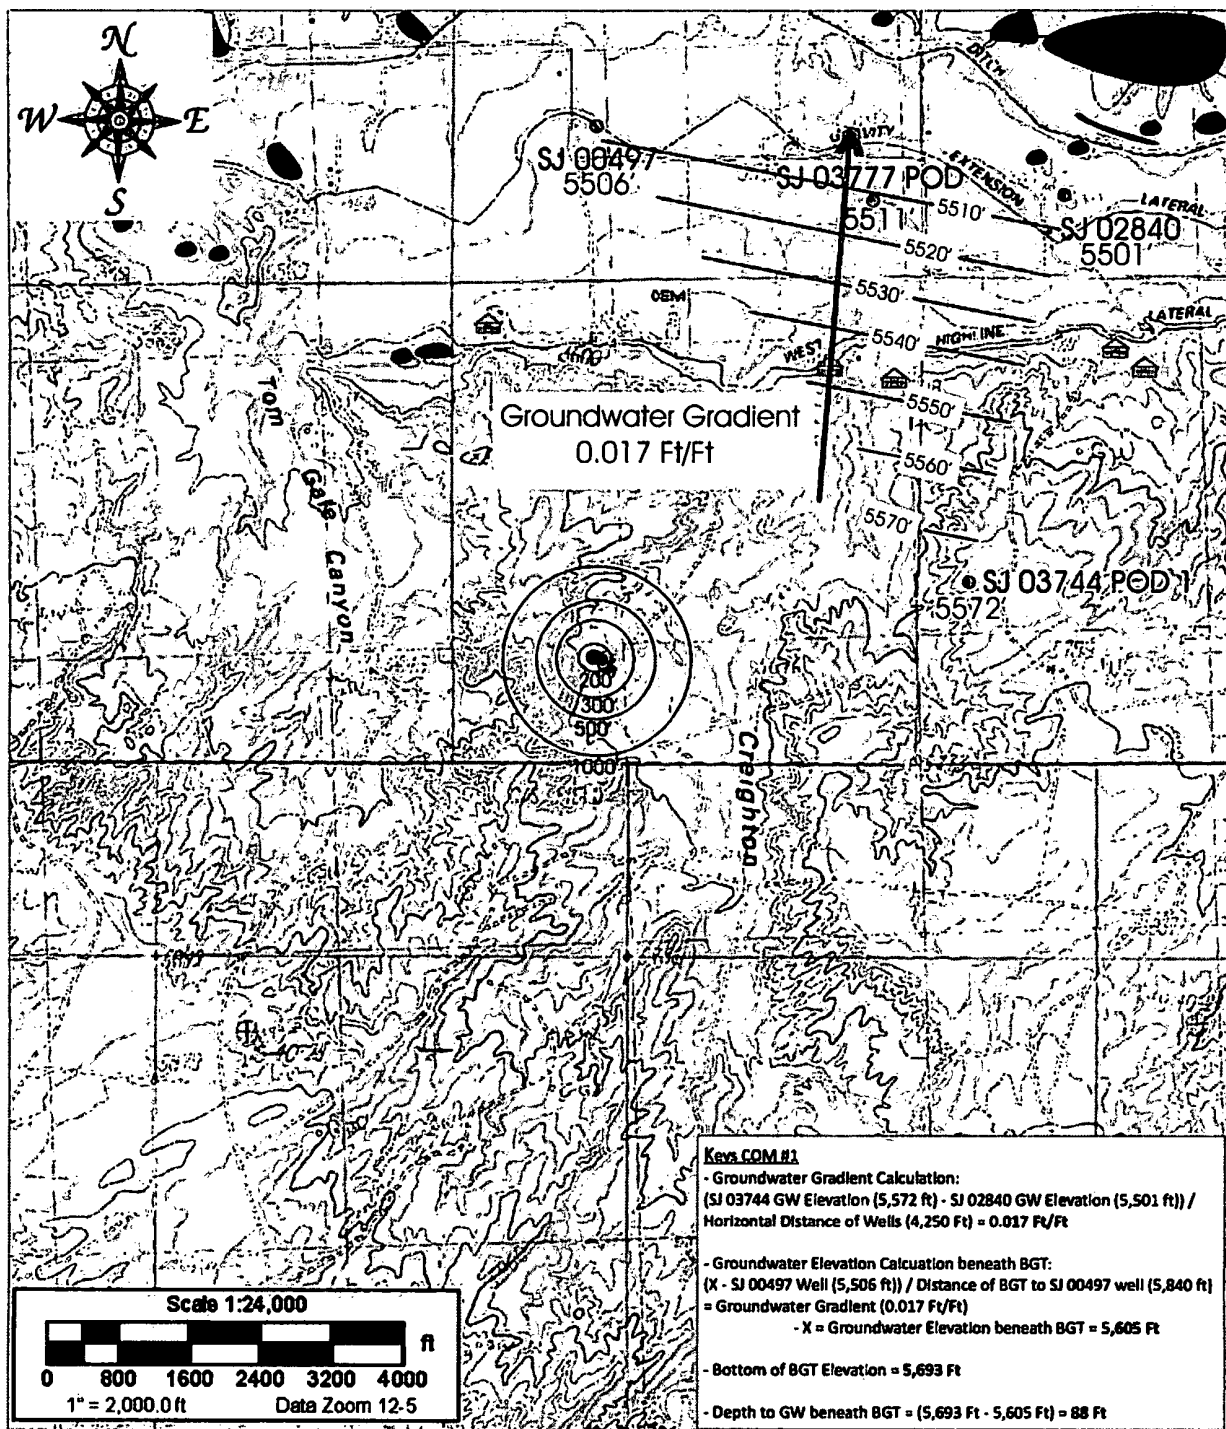 N
W E
S
DITCH
GRAVITY
EXTENSION
LATERAL
SJ 00497
5506
SJ 03777 POD
5511
5510'
SJ 02840
5501
5520'
5530'
5540'
HIGHLINE
LATERAL
WEST
5600
5550'
Groundwater Gradient
0.017 Ft/Ft
5560'
5570'
Tom
Gale
Canyon
SJ 03744 POD 1
5572
200'
300'
500'
1000'
Creighton
Keys COM #1
- Groundwater Gradient Calculation:
(SJ 03744 GW Elevation (5,572 ft) - SJ 02840 GW Elevation (5,501 ft)) /
Horizontal Distance of Wells (4,250 Ft) = 0.017 Ft/Ft
- Groundwater Elevation Calcuation beneath BGT:
(X - SJ 00497 Well (5,506 ft)) / Distance of BGT to SJ 00497 well (5,840 ft)
= Groundwater Gradient (0.017 Ft/Ft)
- X = Groundwater Elevation beneath BGT = 5,605 Ft
- Bottom of BGT Elevation = 5,693 Ft
- Depth to GW beneath BGT = (5,693 Ft - 5,605 Ft) = 88 Ft
Scale 1:24,000
ft
0 800 1600 2400 3200 4000
1" = 2,000.0 ft Data Zoom 12-5